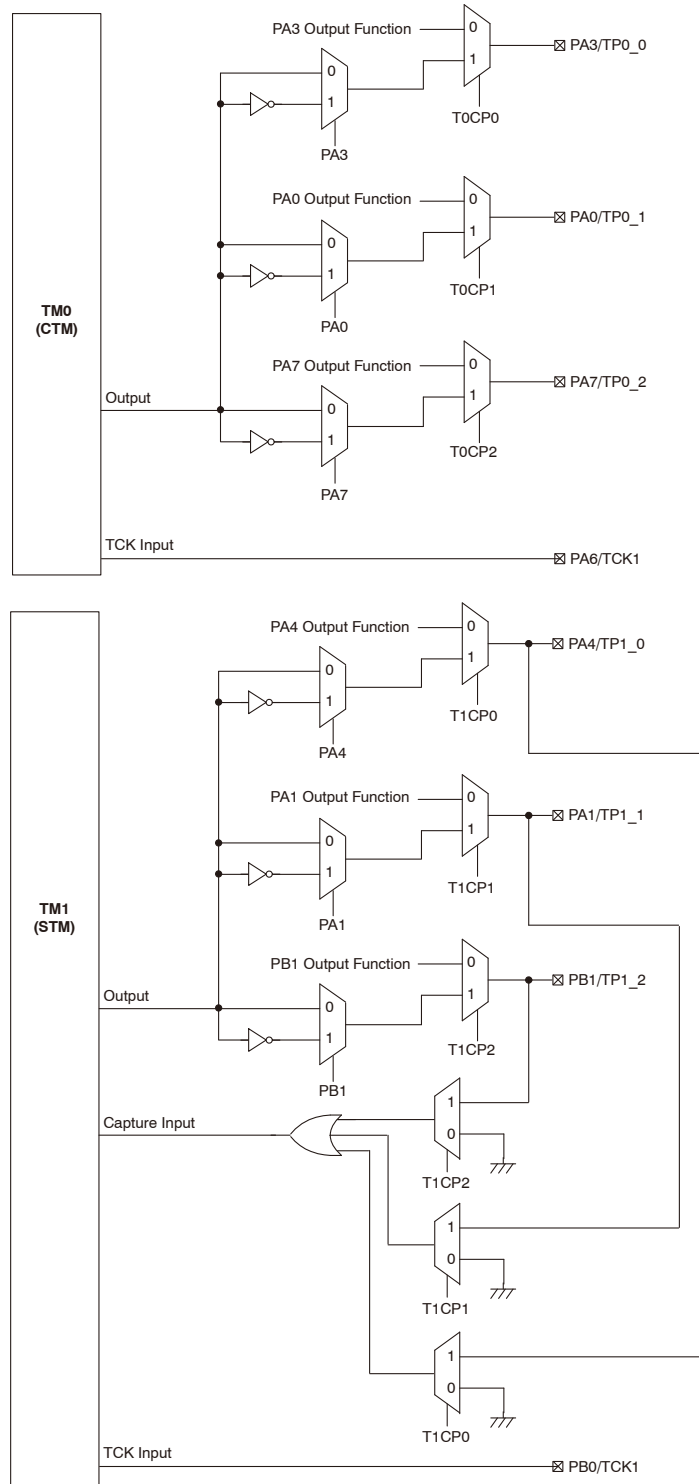 PA3 Output Function
0
1
PA3/TP0_0
0
1
T0CP0
PA3
PA0 Output Function
0
1
PA0/TP0_1
0
1
T0CP1
PA0
TM0
(CTM)
PA7 Output Function
0
1
PA7/TP0_2
Output
0
1
T0CP2
PA7
TCK Input
PA6/TCK1
PA4 Output Function
0
1
PA4/TP1_0
0
1
T1CP0
PA4
PA1 Output Function
0
1
PA1/TP1_1
0
1
T1CP1
PA1
TM1
(STM)
PB1 Output Function
0
1
PB1/TP1_2
Output
0
1
T1CP2
PB1
Capture Input
1
0
T1CP2
1
0
T1CP1
1
0
T1CP0
TCK Input
PB0/TCK1